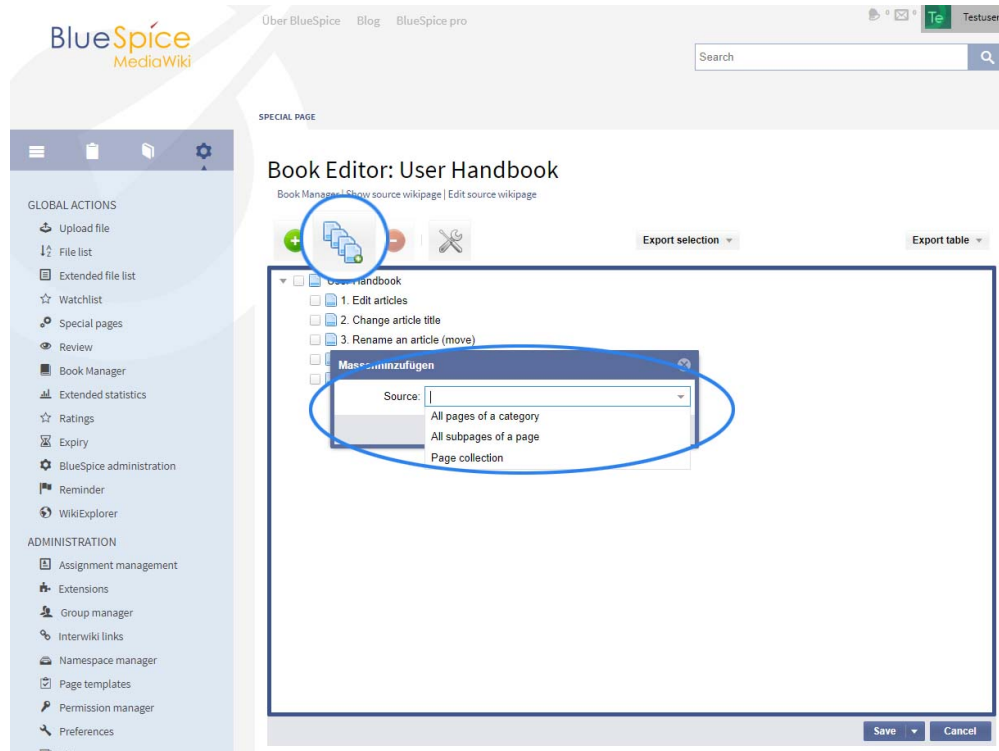 BlueSpice
MediaWiki
Über BlueSpice Blog BlueSpice pro
Te Testuser
Search
SPECIAL PAGE
Book Editor: User Handbook
Book Manager | Show source wikipage | Edit source wikipage
Export selection
Export table
GLOBAL ACTIONS
Upload file
File list
Extended file list
Watchlist
Special pages
Review
Book Manager
Extended statistics
Ratings
Expiry
BlueSpice administration
Reminder
WikiExplorer
ADMINISTRATION
Assignment management
Extensions
Group manager
Interwiki links
Namespace manager
Page templates
Permission manager
Preferences
User Handbook
1. Edit articles
2. Change article title
3. Rename an article (move)
Massenhinzufügen
Source:
All pages of a category
All subpages of a page
Page collection
Save
Cancel